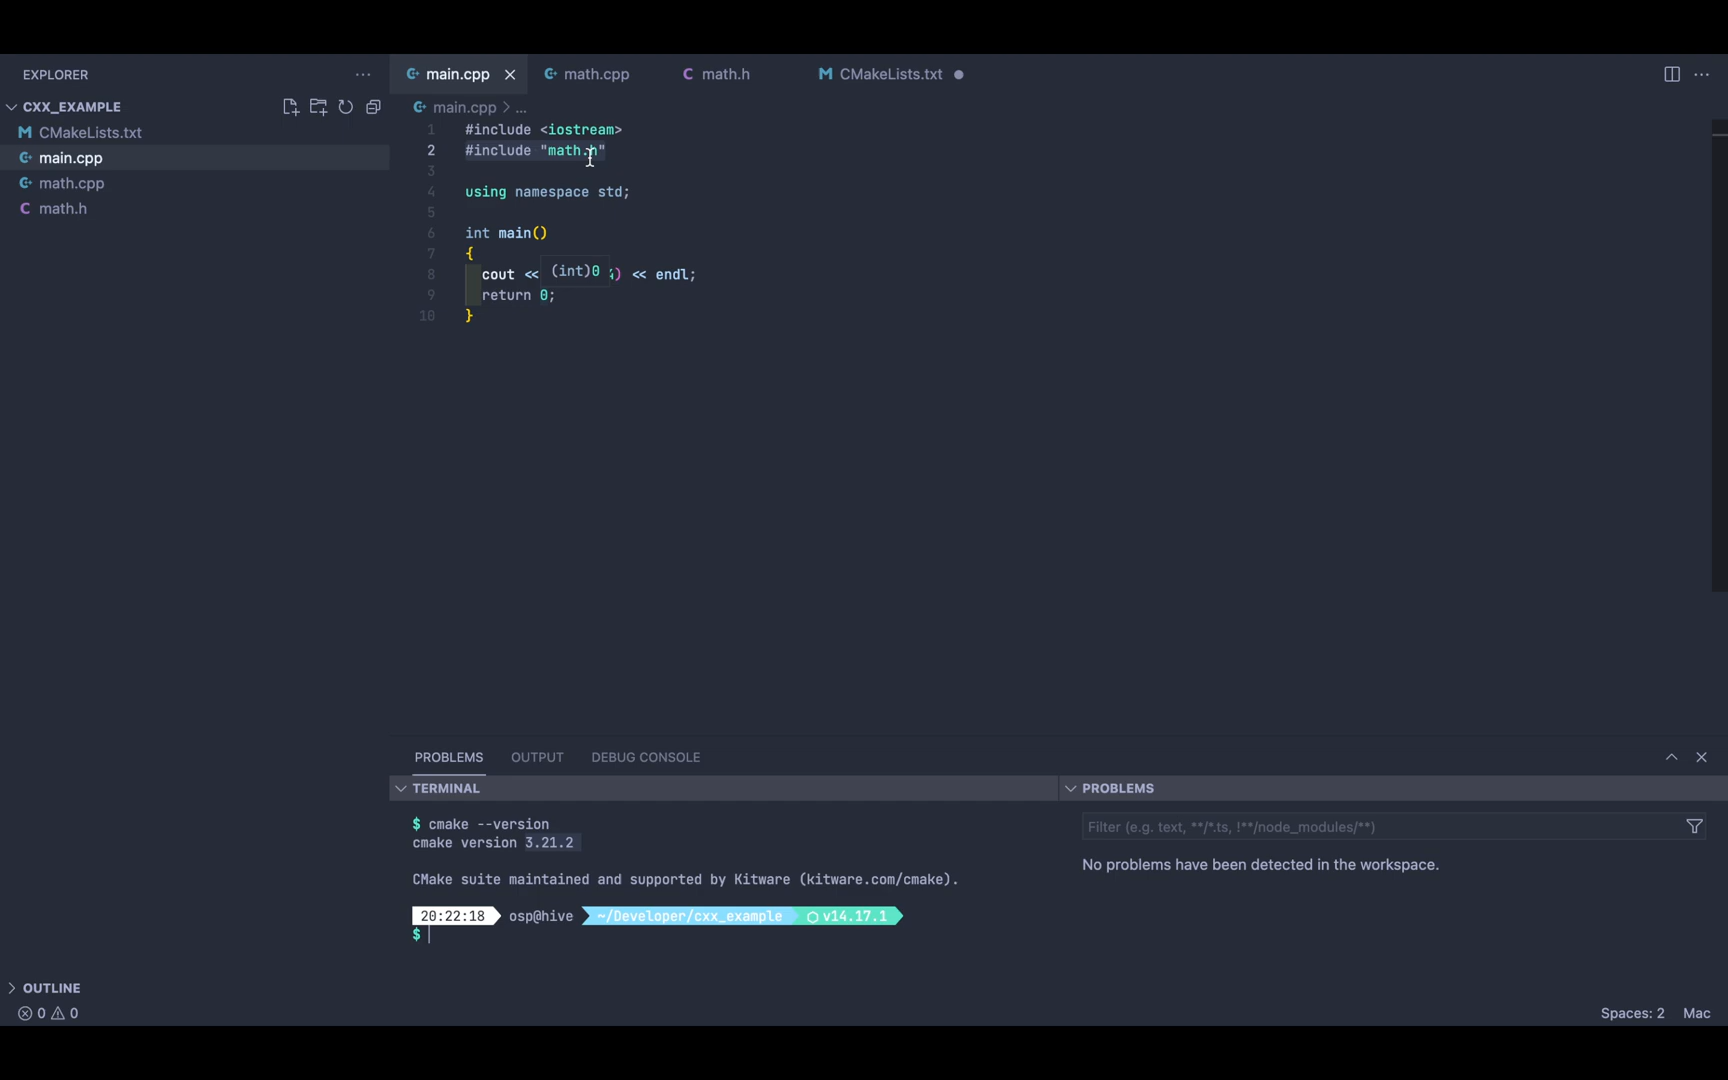 EXPLORER
CXX_EXAMPLE
M CMakeLists.txt
main.cpp
math.cpp
C math.h
OUTLINE
0 0
main.cpp
math.cpp
C math.h
M CMakeLists.txt
main.cpp > ...
1 #include <iostream>
2 #include "math.h"
3
4 using namespace std;
5
6 int main()
7 {
8 cout << (int)0 ) << endl;
9 return 0;
10 }
PROBLEMS OUTPUT DEBUG CONSOLE
TERMINAL
$ cmake --version
cmake version 3.21.2
CMake suite maintained and supported by Kitware (kitware.com/cmake).
20:22:18 osp@hive ~/Developer/cxx_example v14.17.1
$
PROBLEMS
Filter (e.g. text, **/*.ts, !**/node_modules/**)
No problems have been detected in the workspace.
Spaces: 2 Mac